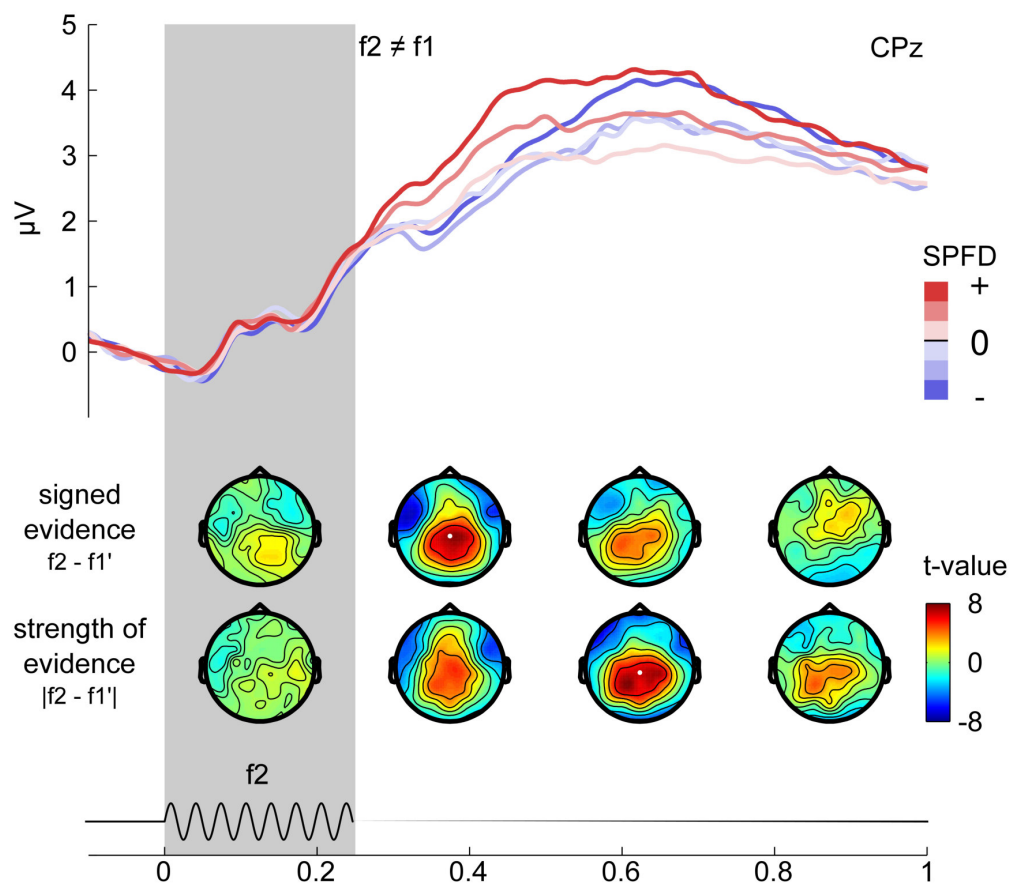 5
f2 ≠ f1
CPz
4
3
2
1
0
μV
SPFD
+
0
-
signed
evidence
f2 - f1'
strength of
evidence
|f2 - f1'|
t-value
8
0
-8
f2
0
0.2
0.4
0.6
0.8
1